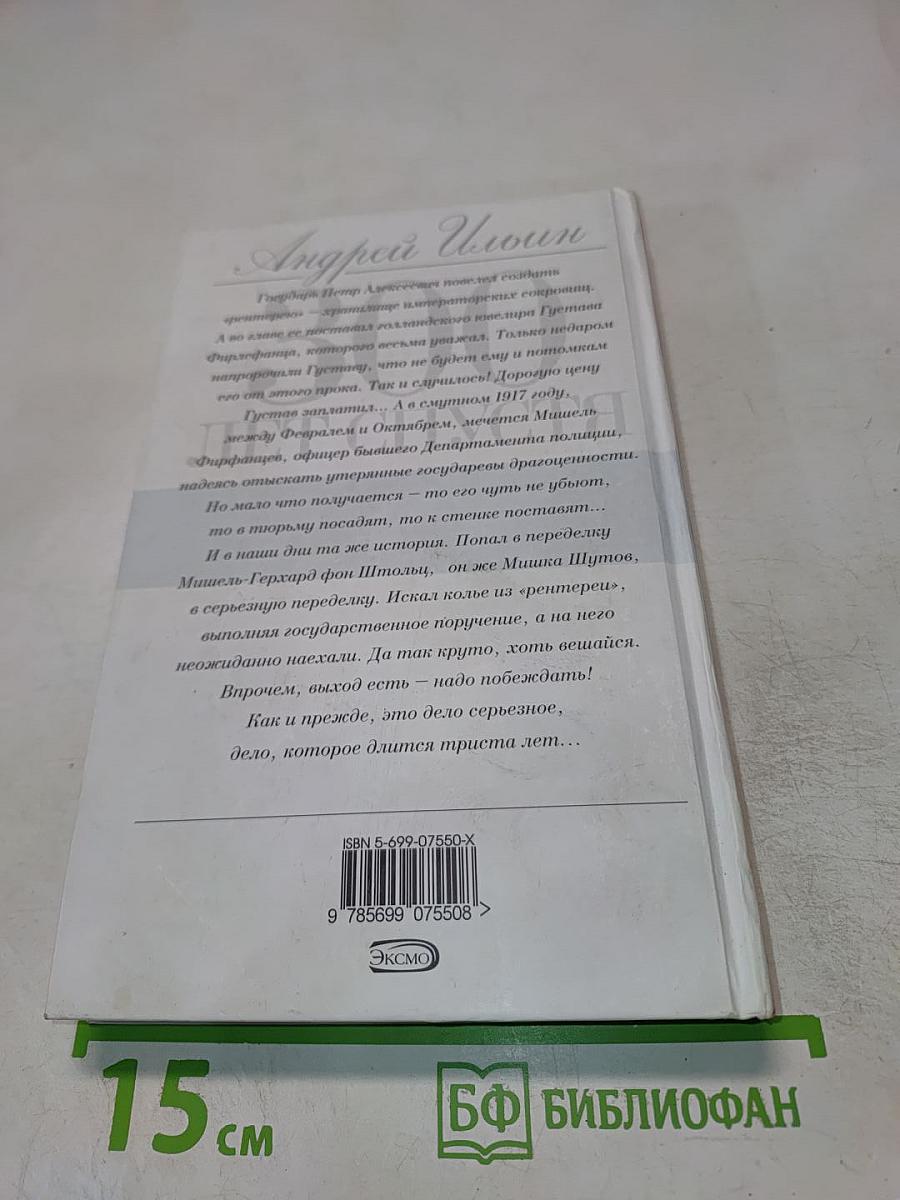 Андрей Ильин
300
ЛЕТ СПУСТЯ
Государь Петр Алексеевич повелел создать
«рентерею» – хранилище императорских сокровищ.
А во главе ее поставил голландского ювелира Густава
Фирлефанца, которого весьма уважал. Только недаром
напророчили Густаву, что не будет ему и потомкам
его от этого прока. Так и случилось! Дорогую цену
Густав заплатил... А в смутном 1917 году,
между Февралем и Октябрем, мечется Мишель
Фирфанцев, офицер бывшего Департамента полиции,
надеясь отыскать утерянные государевы драгоценности.
Но мало что получается – то его чуть не убьют,
то в тюрьму посадят, то к стенке поставят...
И в наши дни та же история. Попал в переделку
Мишель-Герхард фон Штольц, он же Мишка Шутов,
в серьезную переделку. Искал колье из «рентереи»,
выполняя государственное поручение, а на него
неожиданно наехали. Да так круто, хоть вешайся.
Впрочем, выход есть – надо побеждать!
Как и прежде, это дело серьезное,
дело, которое длится триста лет...
ISBN 5-699-07550-X
9 785699 075508 >
ЭКСМО
15 см
БФ БИБЛИОФАН